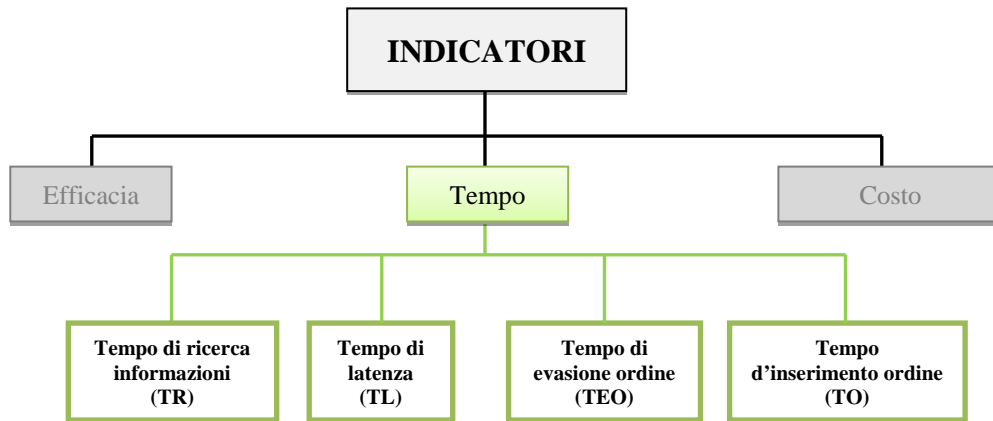 INDICATORI
Efficacia
Tempo
Costo
Tempo di ricerca
informazioni
(TR)
Tempo di
latenza
(TL)
Tempo di
evasione ordine
(TEO)
Tempo
d’inserimento ordine
(TO)